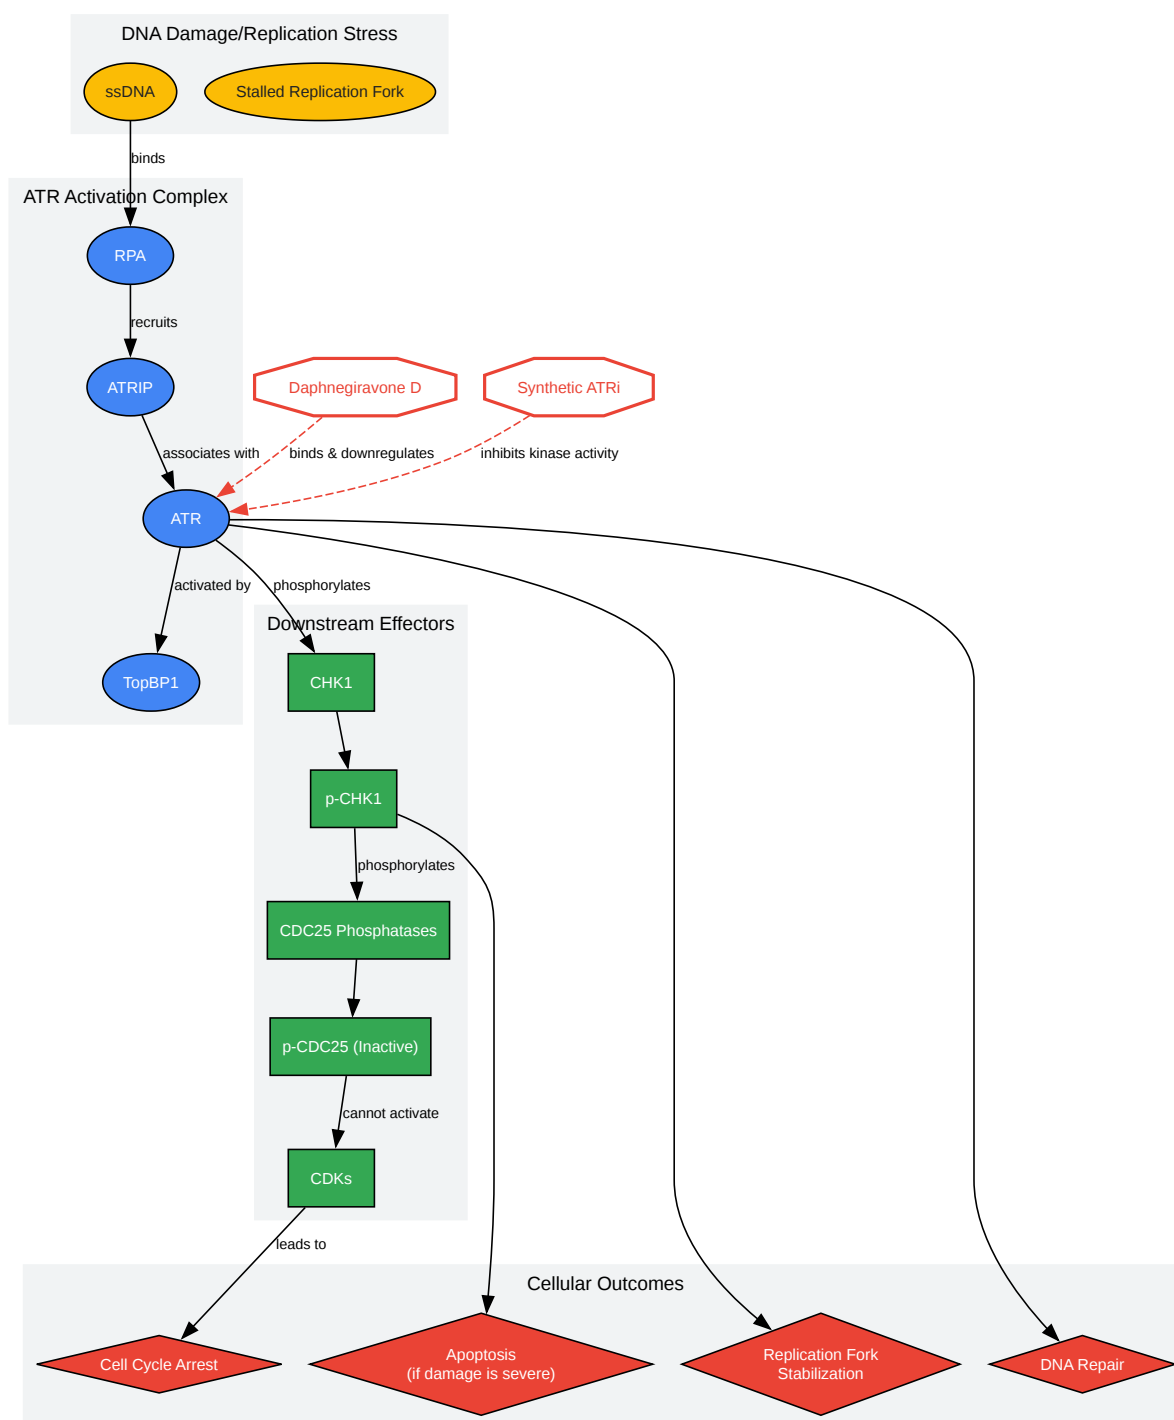 DNA Damage/Replication Stress
ssDNA
Stalled Replication Fork
binds
ATR Activation Complex
RPA
recruits
ATRIP
Daphnegiravone D
Synthetic ATRi
associates with
binds & downregulates
inhibits kinase activity
ATR
activated by
phosphorylates
Downstream Effectors
TopBP1
CHK1
p-CHK1
phosphorylates
CDC25 Phosphatases
p-CDC25 (Inactive)
cannot activate
CDKs
leads to
Cellular Outcomes
Cell Cycle Arrest
Apoptosis
(if damage is severe)
Replication Fork
Stabilization
DNA Repair